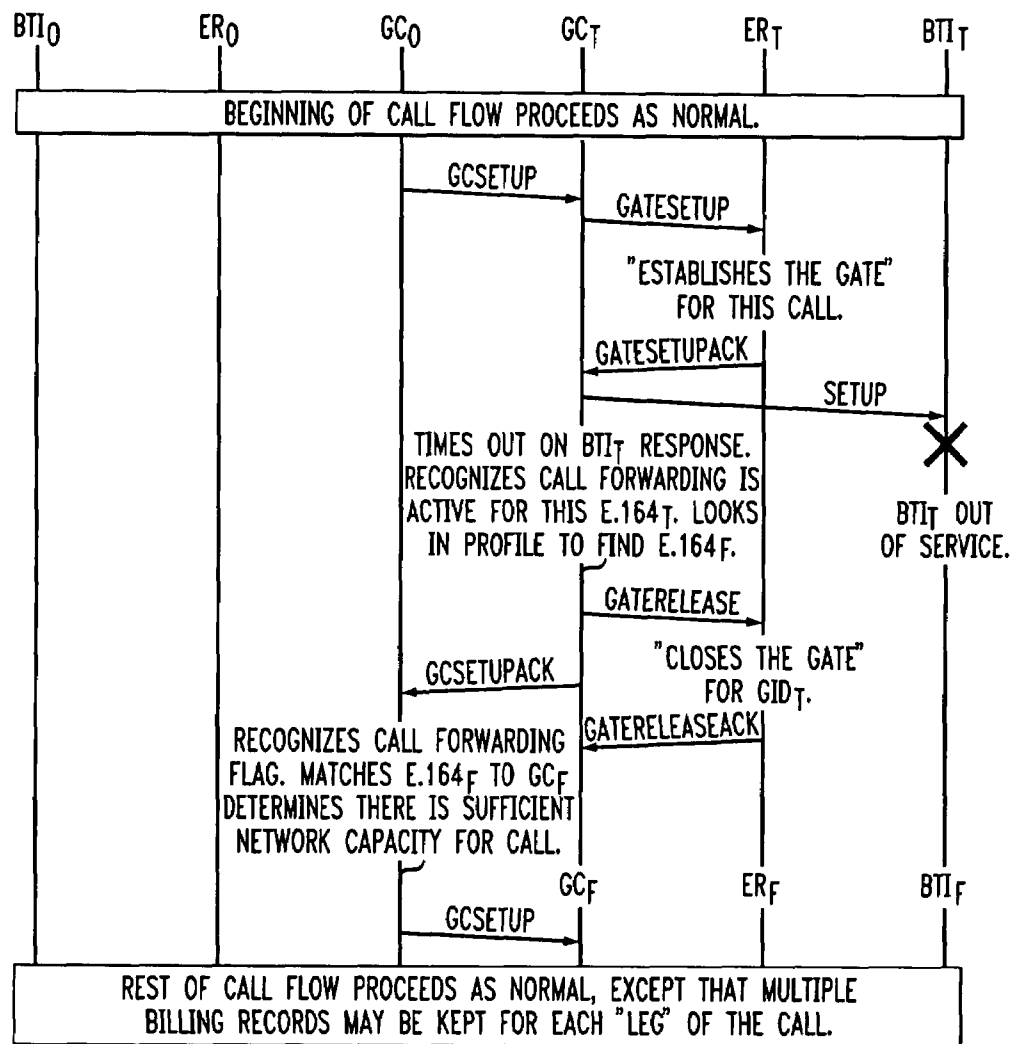 BTIO ERO GCO GCT ERT BTIT
BEGINNING OF CALL FLOW PROCEEDS AS NORMAL.
GCSETUP
GATESETUP
"ESTABLISHES THE GATE"
FOR THIS CALL.
GATESETUPACK
SETUP
TIMES OUT ON BTIT RESPONSE.
RECOGNIZES CALL FORWARDING IS
ACTIVE FOR THIS E.164T. LOOKS
IN PROFILE TO FIND E.164F.
BTIT OUT
OF SERVICE.
GATERELEASE
"CLOSES THE GATE"
FOR GIDT.
GCSETUPACK
GATERELEASEACK
RECOGNIZES CALL FORWARDING
FLAG. MATCHES E.164F TO GCF
DETERMINES THERE IS SUFFICIENT
NETWORK CAPACITY FOR CALL.
GCF ERF BTIF
GCSETUP
REST OF CALL FLOW PROCEEDS AS NORMAL, EXCEPT THAT MULTIPLE
BILLING RECORDS MAY BE KEPT FOR EACH "LEG" OF THE CALL.